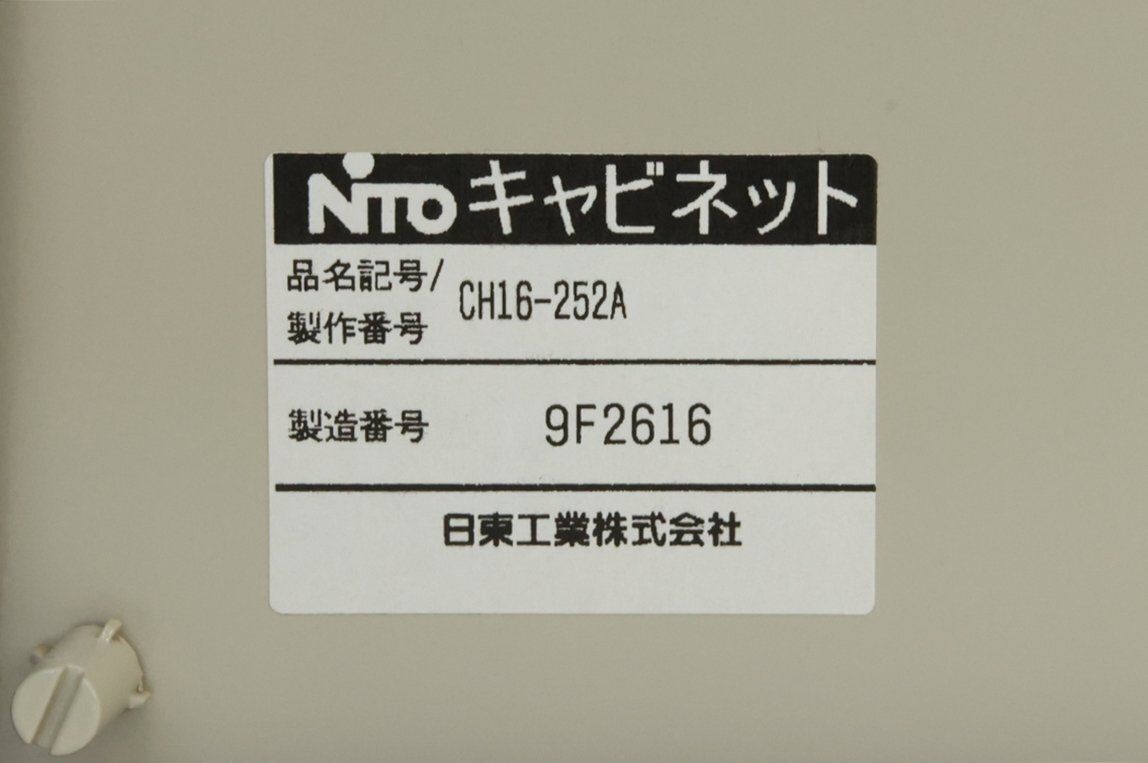 NiTO キャビネット
品名記号/
製作番号
CH16-252A
製造番号 9F2616
日東工業株式会社